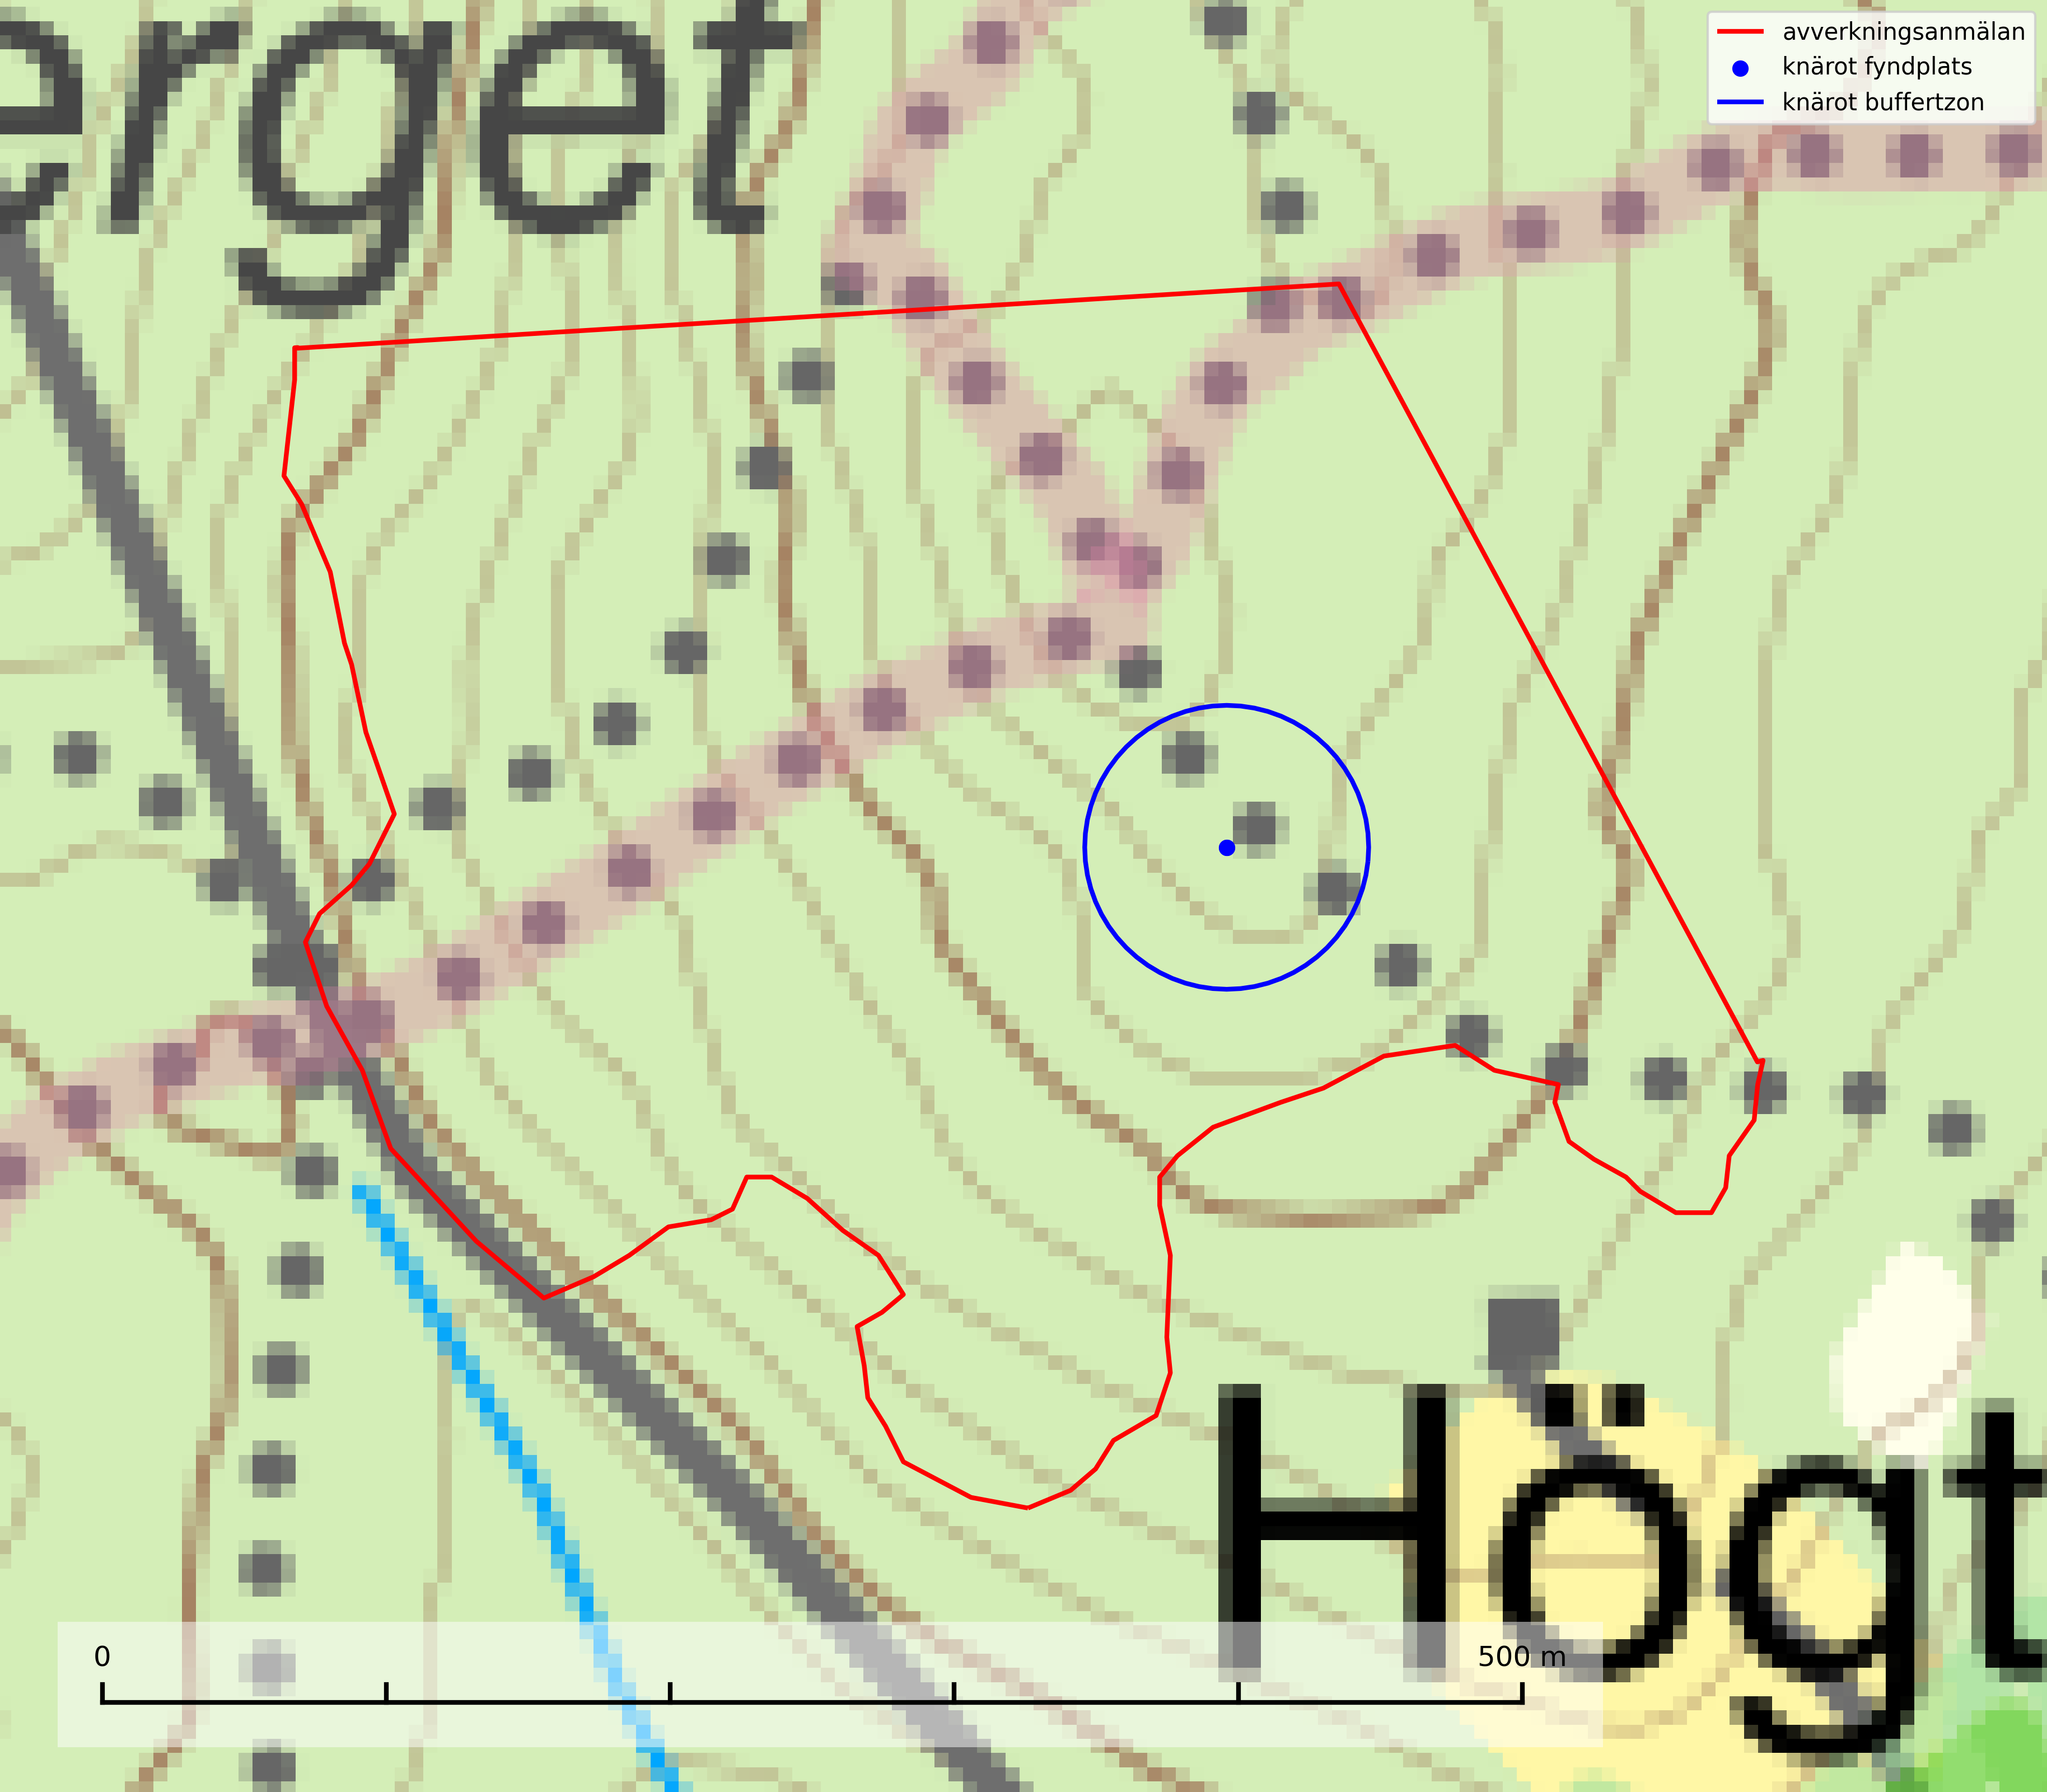 erget
avverkningsanmälan
knärot fyndplats
knärot buffertzon
Högt
0
500 m